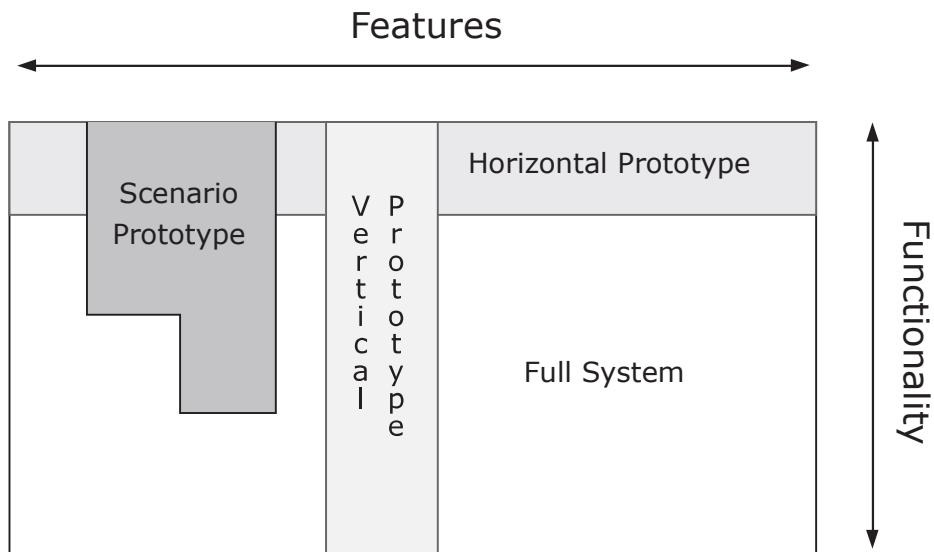 Features
Horizontal Prototype
Scenario
Prototype
Vertical
Prototype
Full System
Functionality